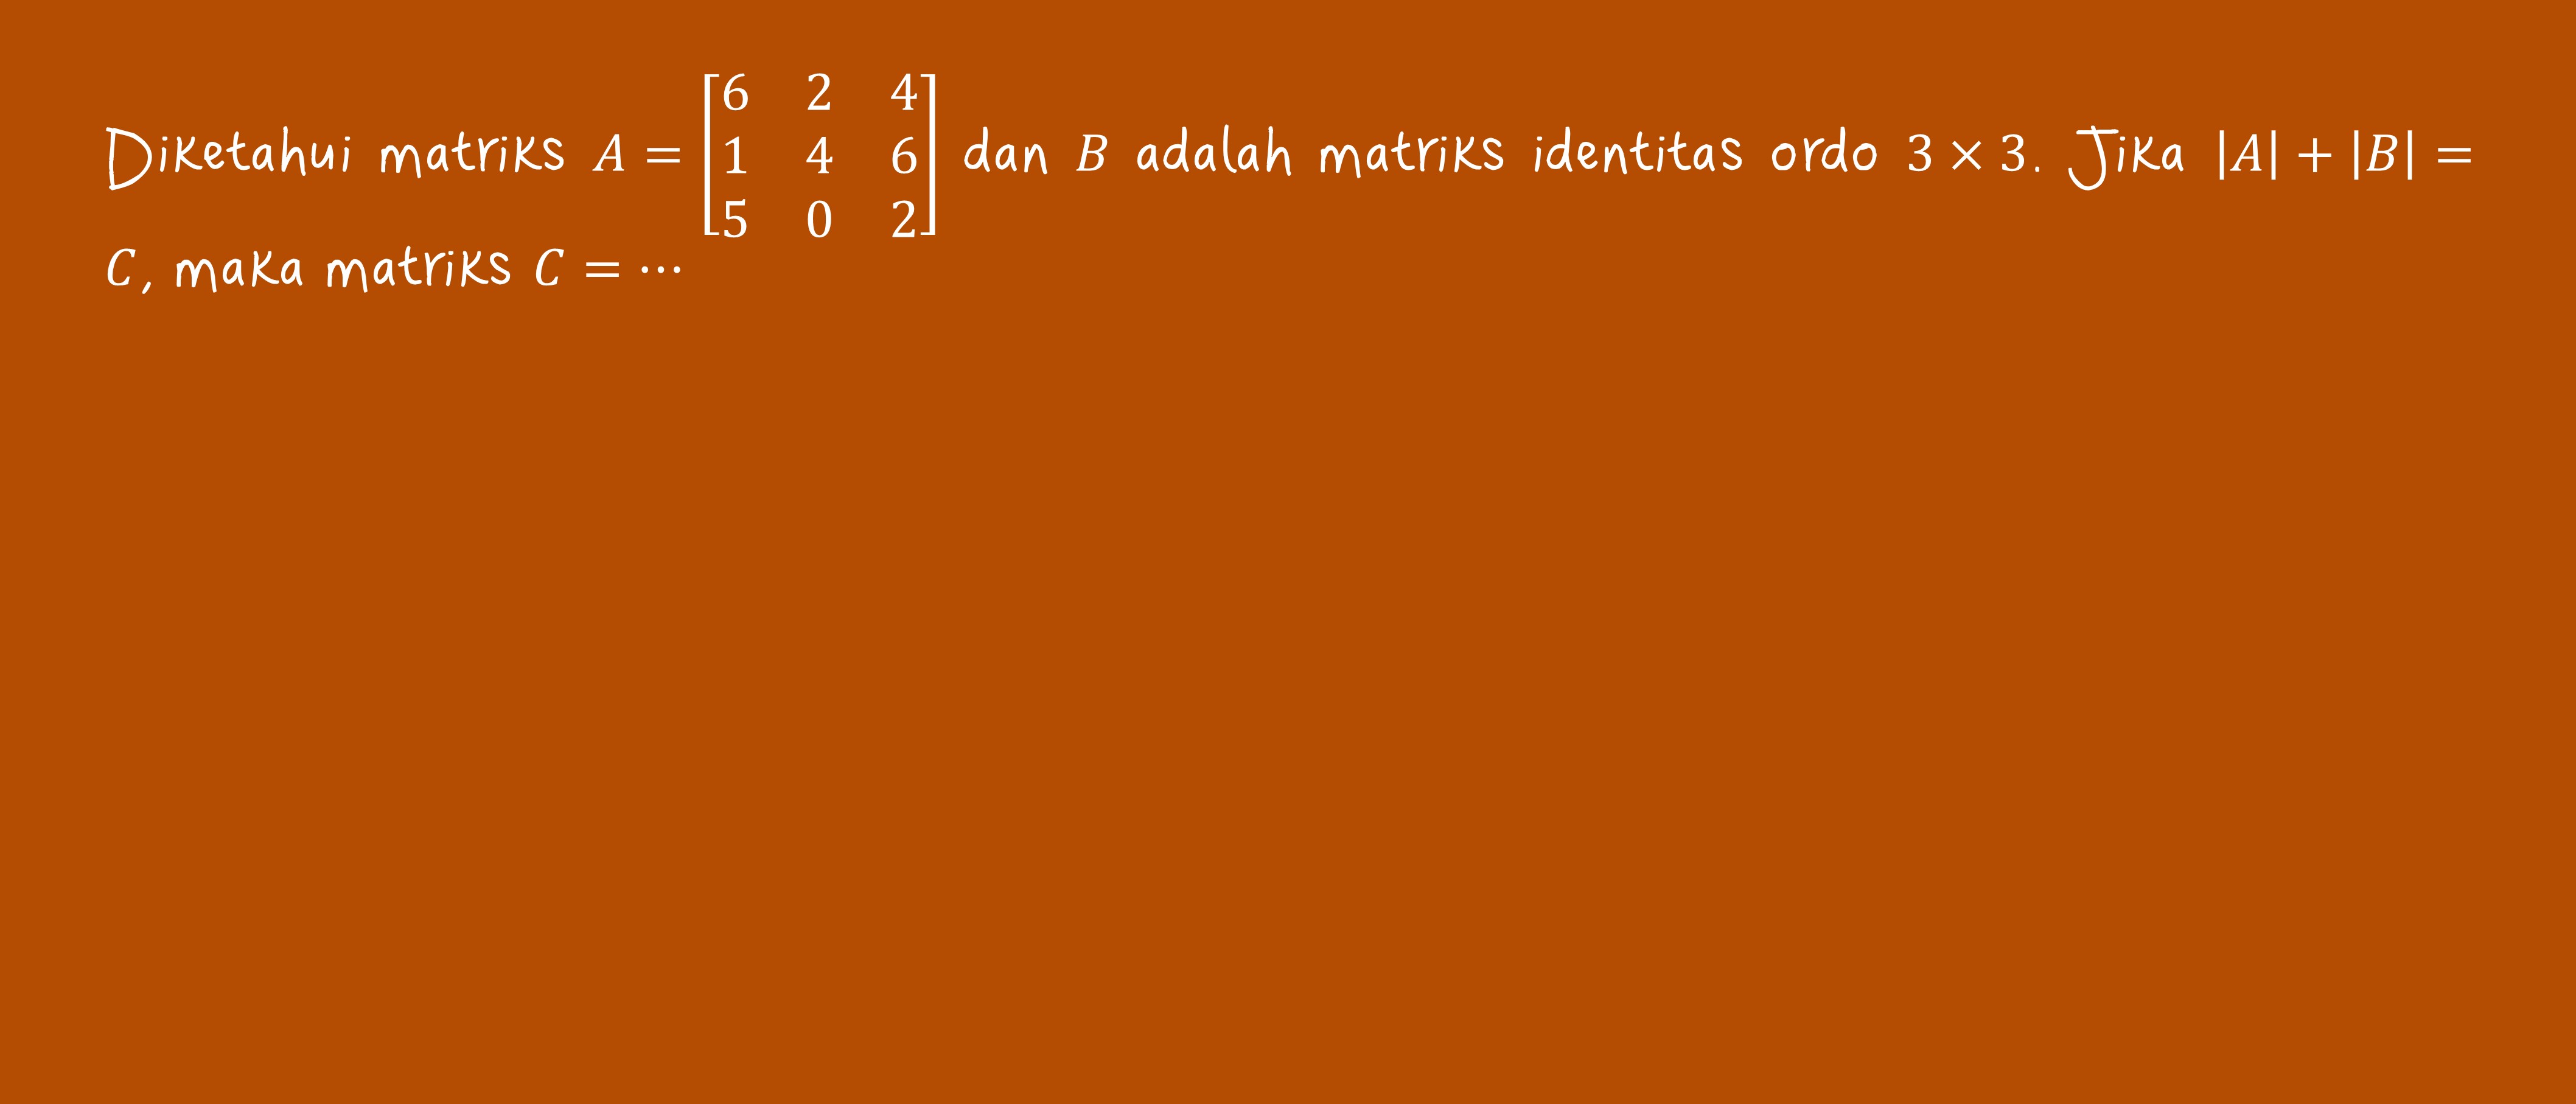 Diketahui matriks $A = \begin{bmatrix} 6 & 2 & 4 \\ 1 & 4 & 6 \\ 5 & 0 & 2 \end{bmatrix}$ dan $B$ adalah matriks identitas ordo $3 \times 3$. Jika $|A| + |B| =$
$C$, maka matriks $C = \cdots$